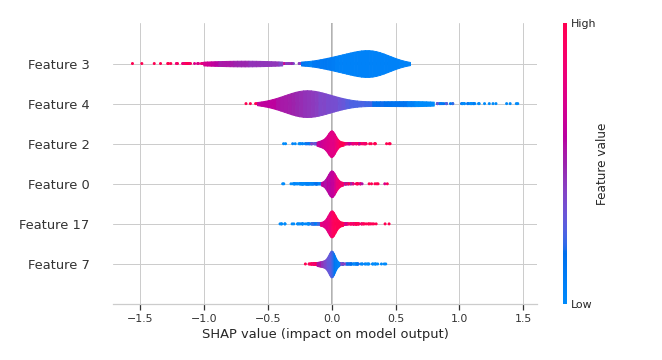 High
Feature 3
Feature 4
Feature 2
Feature 0
Feature 17
Feature 7
Feature value
Low
−1.5 −1.0 −0.5 0.0 0.5 1.0 1.5
SHAP value (impact on model output)